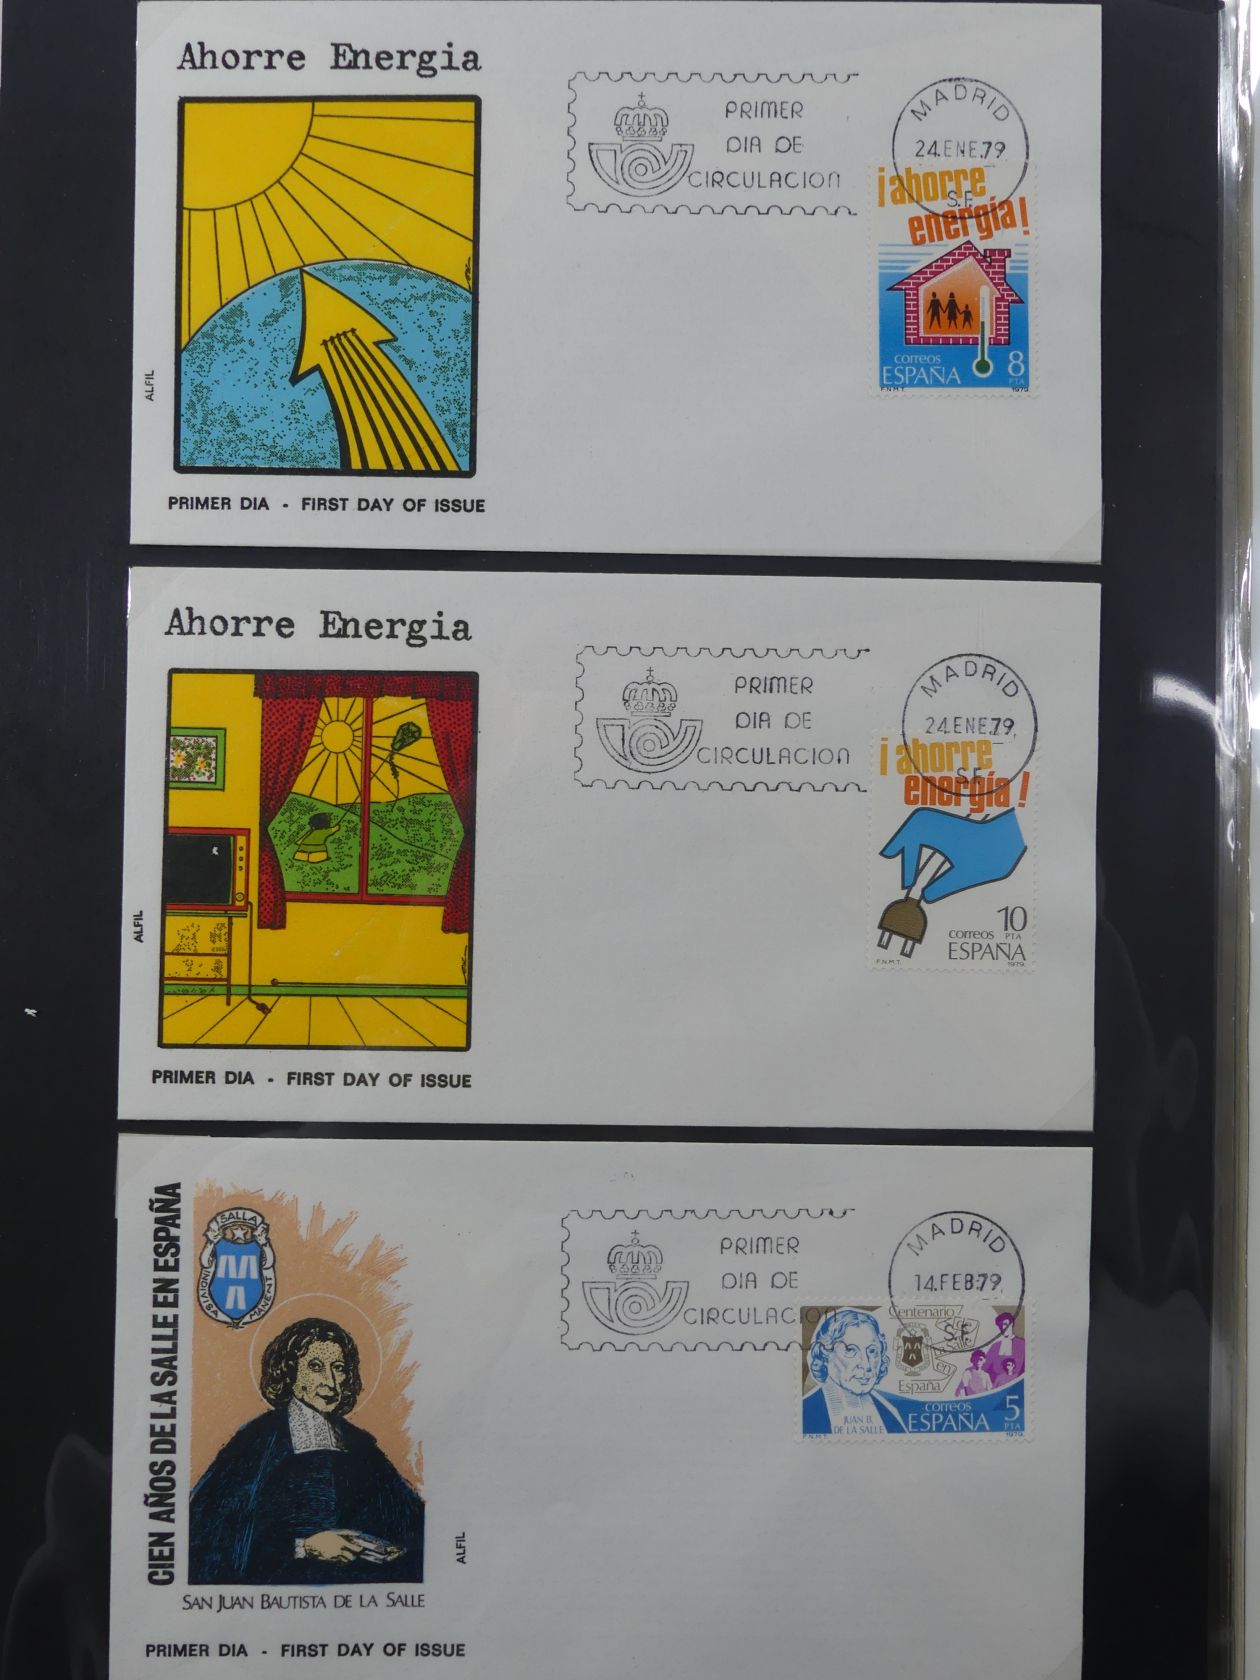 Ahorre Energia
PRIMER
DIA DE
CIRCULACION
MADRID
24.ENE.79
S.F.
¡ahorre
energía!
correos
ESPAÑA
8
PTA
F.N.M.T.
1979.
ALFIL
PRIMER DIA - FIRST DAY OF ISSUE
Ahorre Energia
PRIMER
DIA DE
CIRCULACION
MADRID
24.ENE.79.
S.F.
¡ahorre
energía!
10
PTA
correos
ESPAÑA
F.N.M.T.
1979.
ALFIL
PRIMER DIA - FIRST DAY OF ISSUE
CIEN AÑOS DE LA SALLE EN ESPAÑA
SALLA
INDIVISA
MANENT
SAN JUAN BAUTISTA DE LA SALLE
ALFIL
PRIMER DIA - FIRST DAY OF ISSUE
PRIMER
DIA DE
CIRCULACION
MADRID
14.FEB.79
S.F.
Centenario
de
La Salle
en
España
JUAN B.
DE LA SALLE
correos
ESPAÑA
5
PTA
F.N.M.T.
1979.